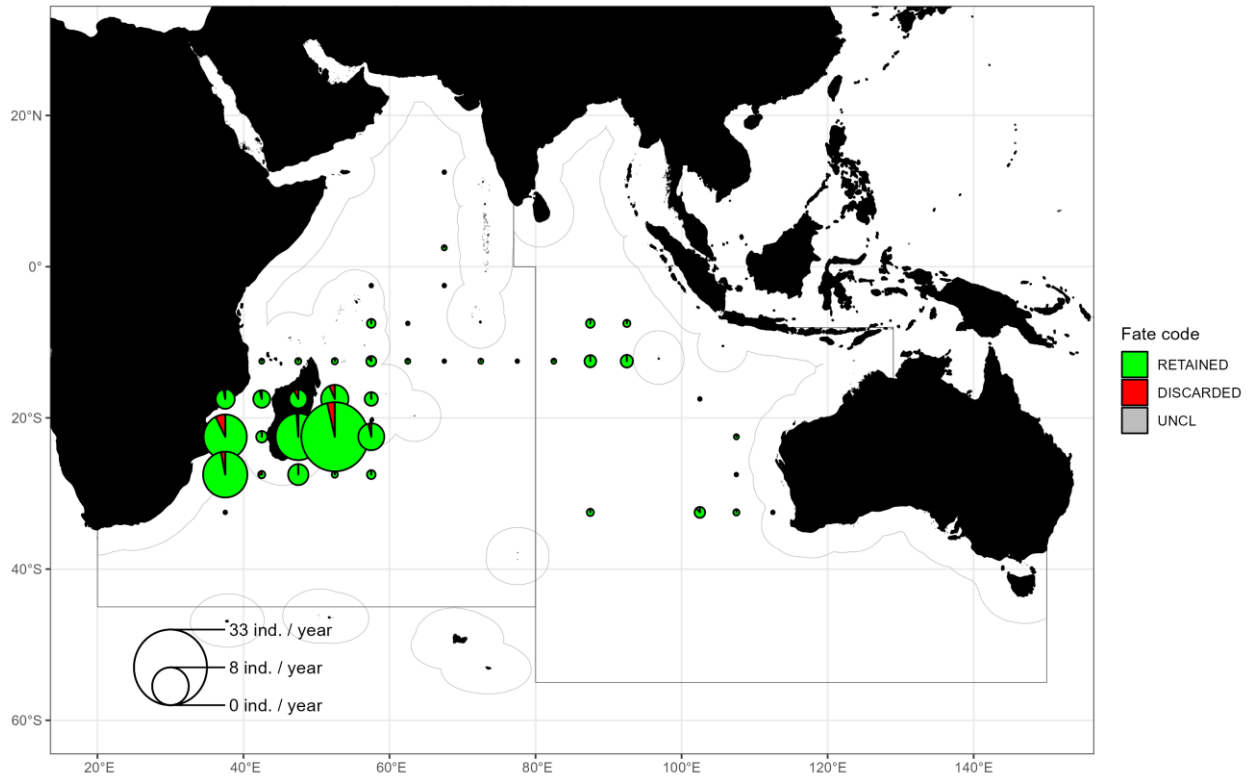 20°N
0°
20°S
40°S
60°S
20°E
40°E
60°E
80°E
100°E
120°E
140°E
33 ind. / year
8 ind. / year
0 ind. / year
Fate code
RETAINED
DISCARDED
UNCL